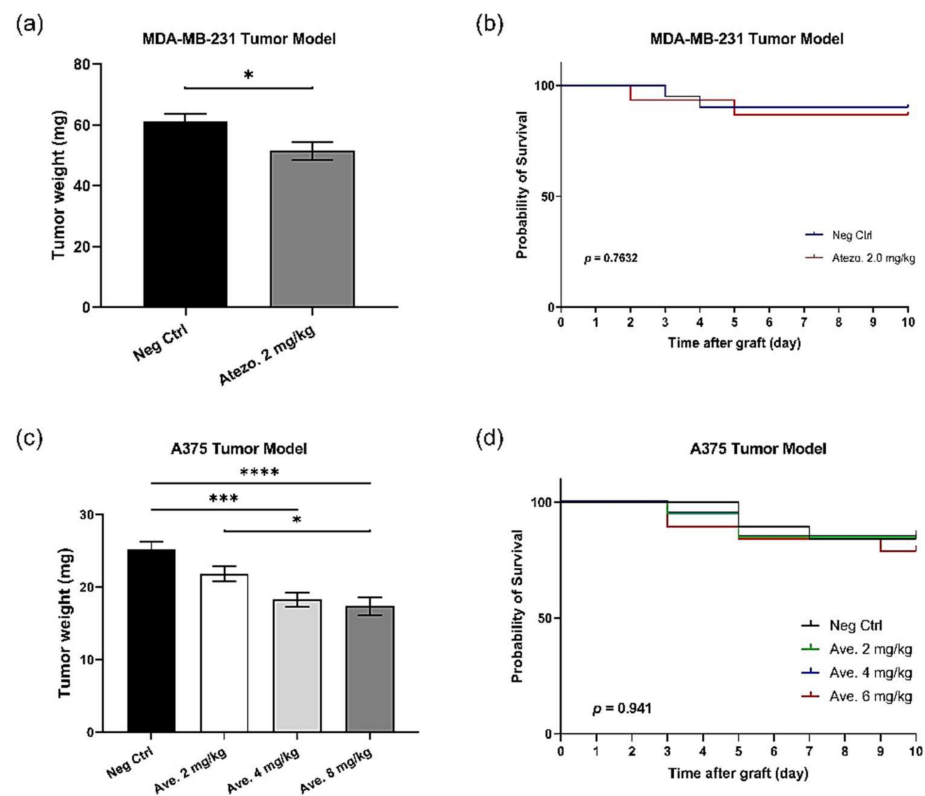 (a)
MDA-MB-231 Tumor Model
*
Tumor weight (mg)
80
60
40
20
0
Neg Ctrl
Atezo. 2 mg/kg
(b)
MDA-MB-231 Tumor Model
Probability of Survival
100
50
0
Neg Ctrl
Atezo. 2.0 mg/kg
p = 0.7632
0 1 2 3 4 5 6 7 8 9 10
Time after graft (day)
(c)
A375 Tumor Model
****
***
*
Tumor weight (mg)
30
20
10
0
Neg Ctrl
Ave. 2 mg/kg
Ave. 4 mg/kg
Ave. 8 mg/kg
(d)
A375 Tumor Model
Probability of Survival
100
50
0
Neg Ctrl
Ave. 2 mg/kg
Ave. 4 mg/kg
Ave. 6 mg/kg
p = 0.941
0 1 2 3 4 5 6 7 8 9 10
Time after graft (day)